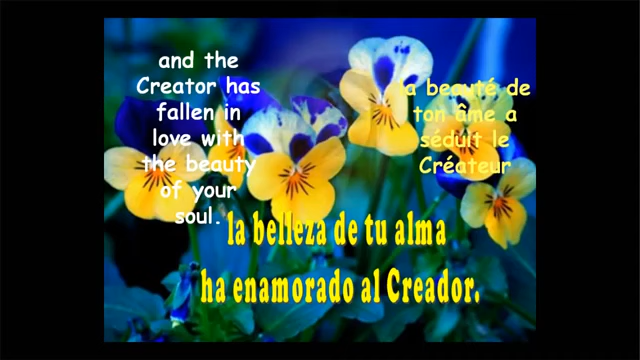 and the
Creator has
fallen in
love with
the beauty
of your
soul.
la beauté de
ton âme a
séduit le
Créateur
la belleza de tu alma
ha enamorado al Creador.